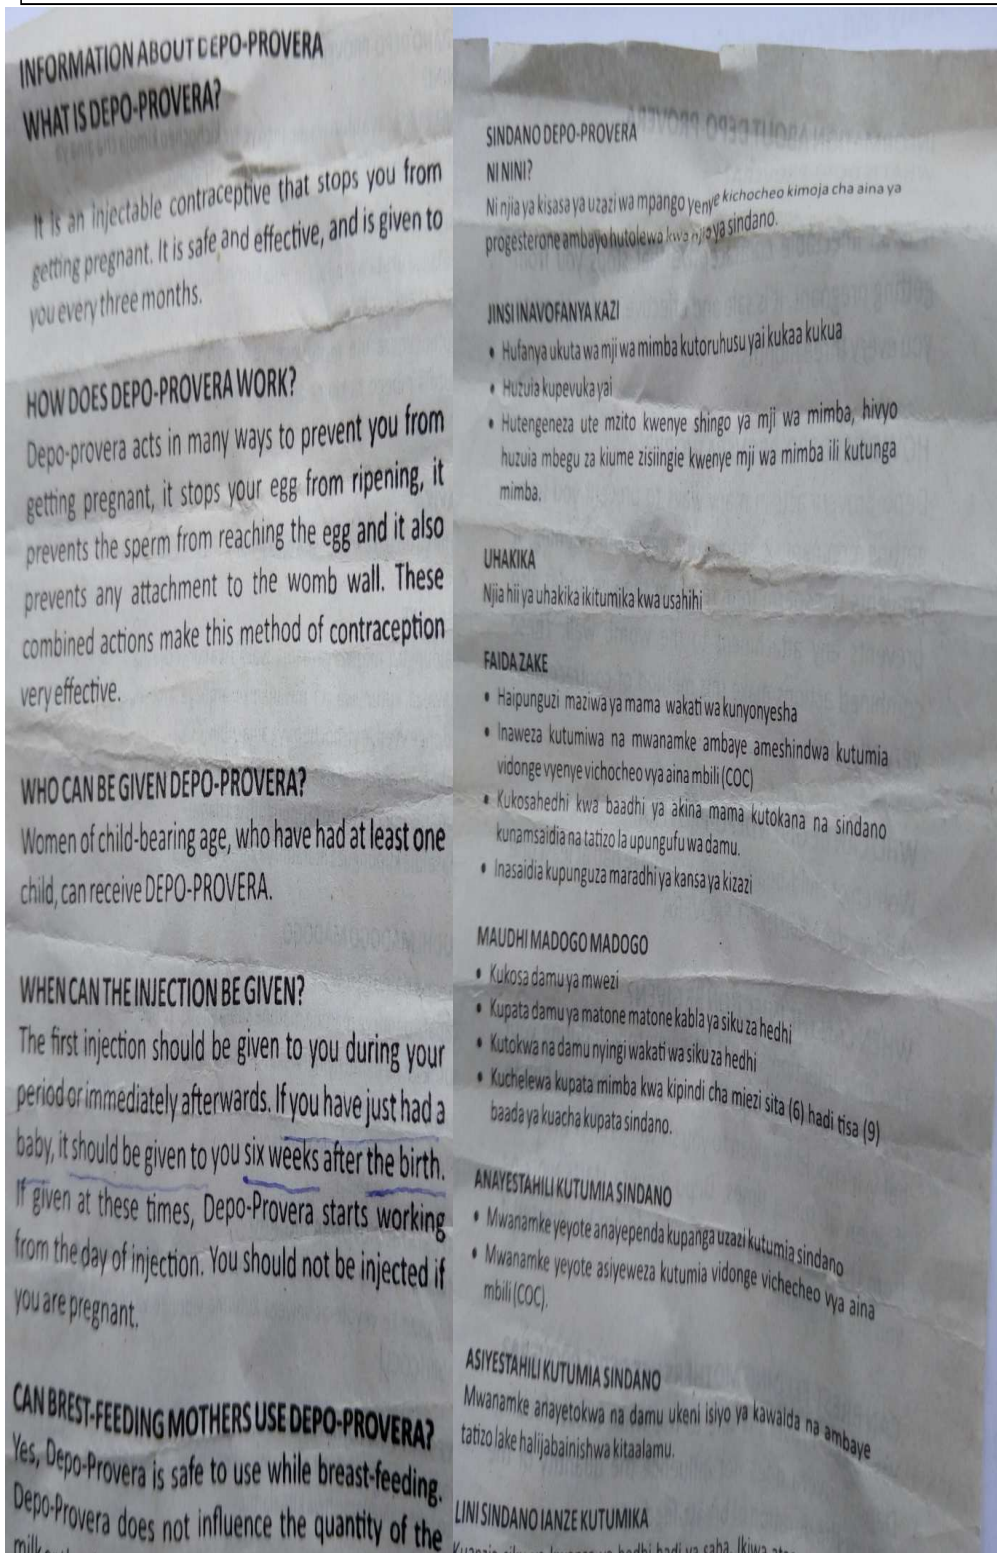 INFORMATION ABOUT DEPO-PROVERA
WHAT IS DEPO-PROVERA?
It is an injectable contraceptive that stops you from
getting pregnant. It is safe and effective, and is given to
you every three months.
HOW DOES DEPO-PROVERA WORK?
Depo-provera acts in many ways to prevent you from
getting pregnant, it stops your egg from ripening, it
prevents the sperm from reaching the egg and it also
prevents any attachment to the womb wall. These
combined actions make this method of contraception
very effective.
WHO CAN BE GIVEN DEPO-PROVERA?
Women of child-bearing age, who have had at least one
child, can receive DEPO-PROVERA.
WHEN CAN THE INJECTION BE GIVEN?
The first injection should be given to you during your
period or immediately afterwards. If you have just had a
baby, it should be given to you six weeks after the birth.
If given at these times, Depo-Provera starts working
from the day of injection. You should not be injected if
you are pregnant.
CAN BREST-FEEDING MOTHERS USE DEPO-PROVERA?
Yes, Depo-Provera is safe to use while breast-feeding.
Depo-Provera does not influence the quantity of the
milk
SINDANO DEPO-PROVERA
NI NINI?
Ni njia ya kisasa ya uzazi wa mpango yenye kichocheo kimoja cha aina ya
progesterone ambayo hutolewa kwa njia ya sindano.
JINSI INAVOFANYA KAZI
• Hufanya ukuta wa mji wa mimba kutoruhusu yai kukaa kukua
• Huzuia kupevuka yai
• Hutengeneza ute mzito kwenye shingo ya mji wa mimba, hivyo
huzuia mbegu za kiume zisiingie kwenye mji wa mimba ili kutunga
mimba.
UHAKIKA
Njia hii ya uhakika ikitumika kwa usahihi
FAIDA ZAKE
• Haipunguzi maziwa ya mama wakati wa kunyonyesha
• Inaweza kutumiwa na mwanamke ambaye ameshindwa kutumia
vidonge vyenye vichocheo vya aina mbili (COC)
• Kukosahedhi kwa baadhi ya akina mama kutokana na sindano
kunamsaidia na tatizo la upungufu wa damu.
• Inasaidia kupunguza maradhi ya kansa ya kizazi
MAUDHI MADOGO MADOGO
• Kukosa damu ya mwezi
• Kupata damu ya matone matone kabla ya siku za hedhi
• Kutokwa na damu nyingi wakati wa siku za hedhi
• Kuchelewa kupata mimba kwa kipindi cha miezi sita (6) hadi tisa (9)
baada ya kuacha kupata sindano.
ANAYESTAHILI KUTUMIA SINDANO
• Mwanamke yeyote anayependa kupanga uzazi kutumia sindano
• Mwanamke yeyote asiyeweza kutumia vidonge vichecheo vya aina
mbili (COC).
ASIYESTAHILI KUTUMIA SINDANO
Mwanamke anayetokwa na damu ukeni isiyo ya kawaida na ambaye
tatizo lake halijabainishwa kitaalamu.
LINI SINDANO IANZE KUTUMIKA
hedhi hadi ya saba. Ikiwa